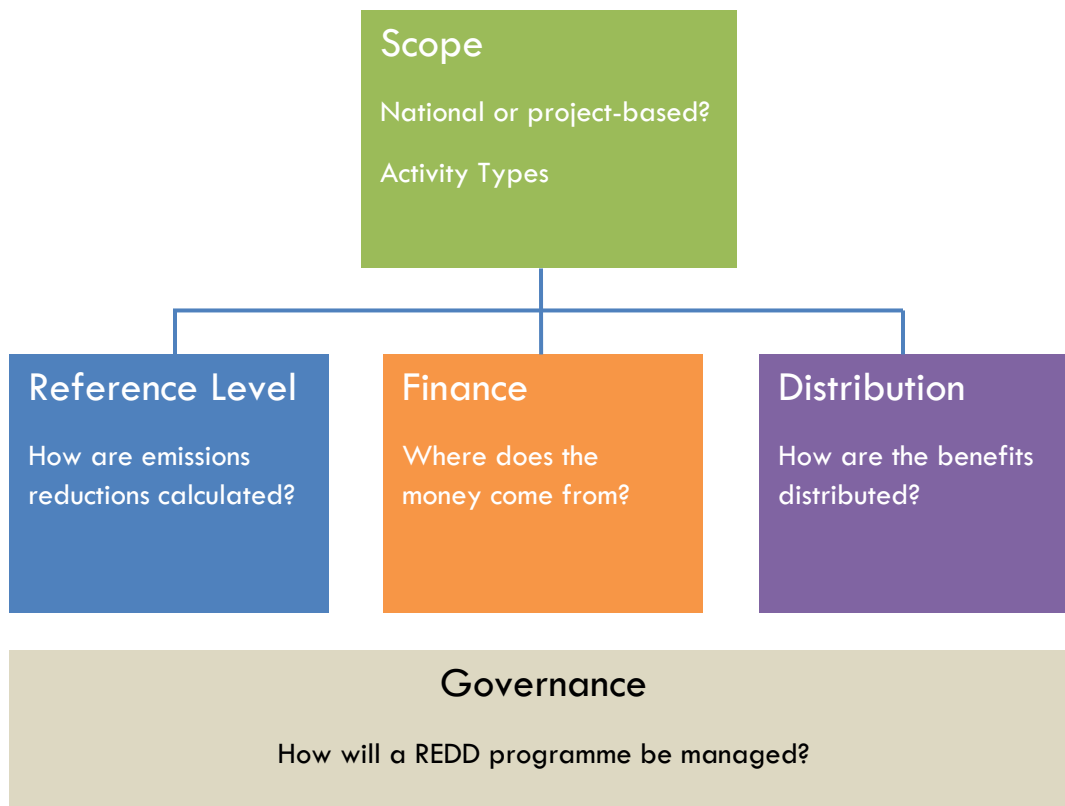 Scope
National or project-based?
Activity Types
Reference Level
How are emissions
reductions calculated?
Finance
Where does the
money come from?
Distribution
How are the benefits
distributed?
Governance
How will a REDD programme be managed?